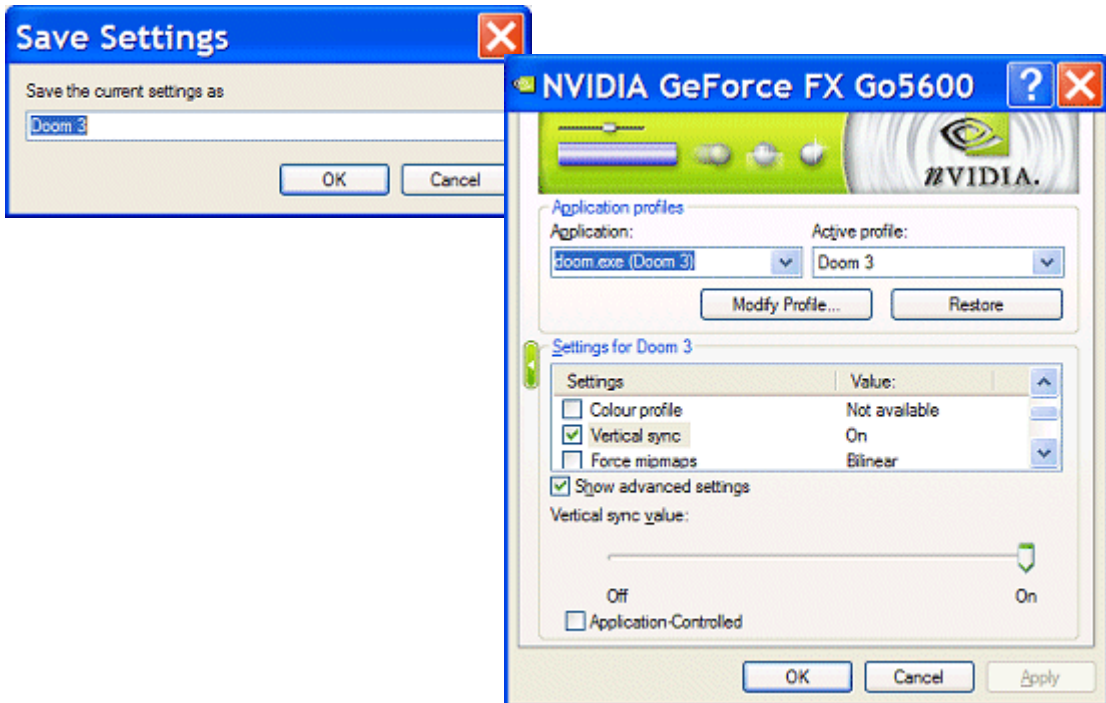 Save Settings
Save the current settings as
Doom 3
OK Cancel
NVIDIA GeForce FX Go5600
nVIDIA.
Application profiles
Application: Active profile:
doom.exe (Doom 3) Doom 3
Modify Profile... Restore
Settings for Doom 3
Settings Value:
Colour profile Not available
Vertical sync On
Force mipmaps Bilinear
Show advanced settings
Vertical sync value:
Off On
Application-Controlled
OK Cancel Apply